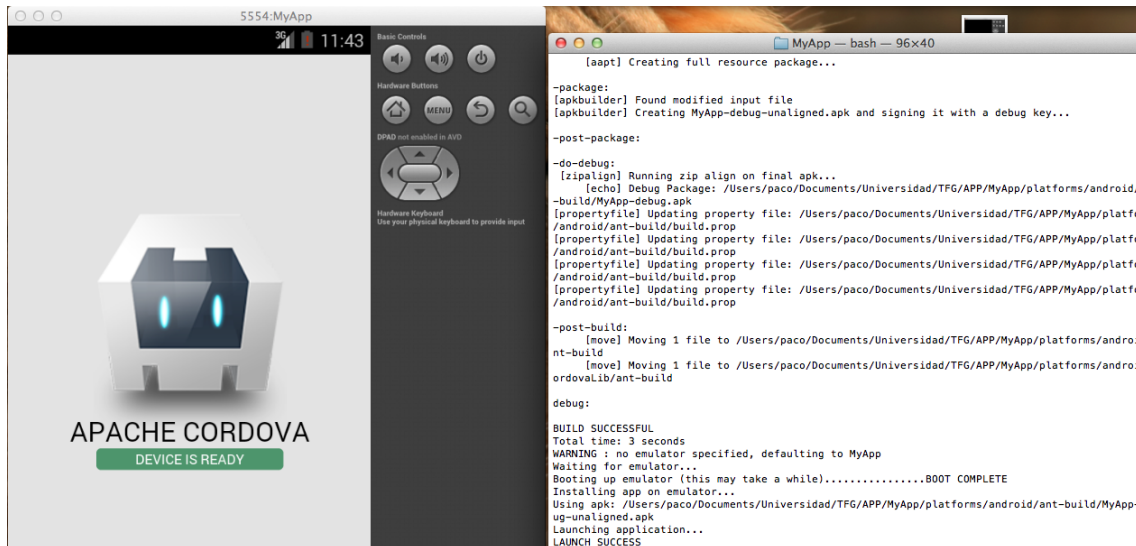 5554:MyApp
3G 11:43
Basic Controls
Hardware Buttons
MENU
DPAD not enabled in AVD
Hardware Keyboard
Use your physical keyboard to provide input
APACHE CORDOVA
DEVICE IS READY
MyApp — bash — 96×40
[aapt] Creating full resource package...
-package:
[apkbuilder] Found modified input file
[apkbuilder] Creating MyApp-debug-unaligned.apk and signing it with a debug key...
-post-package:
-do-debug:
[zipalign] Running zip align on final apk...
[echo] Debug Package: /Users/paco/Documents/Universidad/TFG/APP/MyApp/platforms/android/
-build/MyApp-debug.apk
[propertyfile] Updating property file: /Users/paco/Documents/Universidad/TFG/APP/MyApp/platfo
/android/ant-build/build.prop
[propertyfile] Updating property file: /Users/paco/Documents/Universidad/TFG/APP/MyApp/platfo
/android/ant-build/build.prop
[propertyfile] Updating property file: /Users/paco/Documents/Universidad/TFG/APP/MyApp/platfo
/android/ant-build/build.prop
[propertyfile] Updating property file: /Users/paco/Documents/Universidad/TFG/APP/MyApp/platfo
/android/ant-build/build.prop
-post-build:
[move] Moving 1 file to /Users/paco/Documents/Universidad/TFG/APP/MyApp/platforms/androi
nt-build
[move] Moving 1 file to /Users/paco/Documents/Universidad/TFG/APP/MyApp/platforms/androi
ordovaLib/ant-build
debug:
BUILD SUCCESSFUL
Total time: 3 seconds
WARNING : no emulator specified, defaulting to MyApp
Waiting for emulator...
Booting up emulator (this may take a while)................BOOT COMPLETE
Installing app on emulator...
Using apk: /Users/paco/Documents/Universidad/TFG/APP/MyApp/platforms/android/ant-build/MyApp-
ug-unaligned.apk
Launching application...
LAUNCH SUCCESS